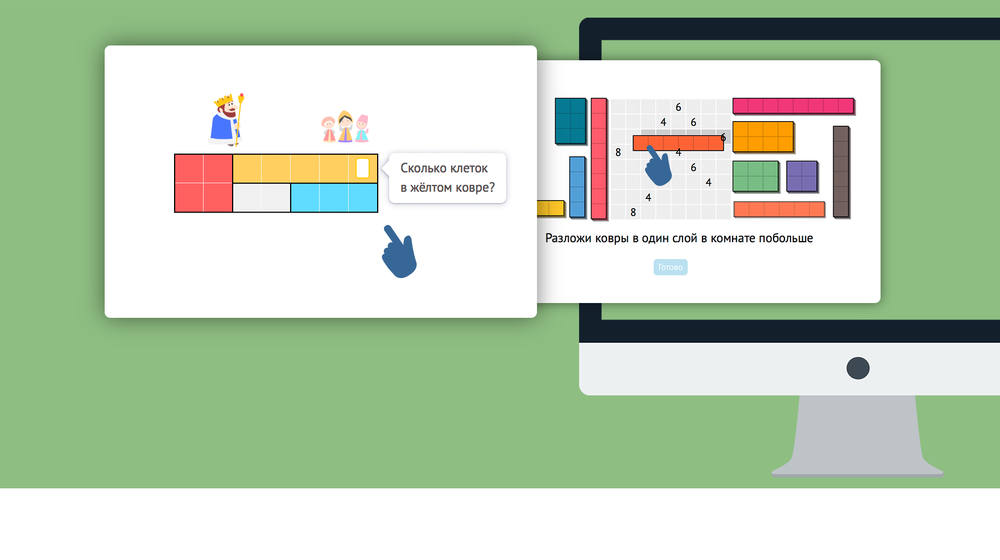 Сколько клеток
в жёлтом ковре?
6
4 6
6
8 4
6
4
4
8
Разложи ковры в один слой в комнате побольше
Готово